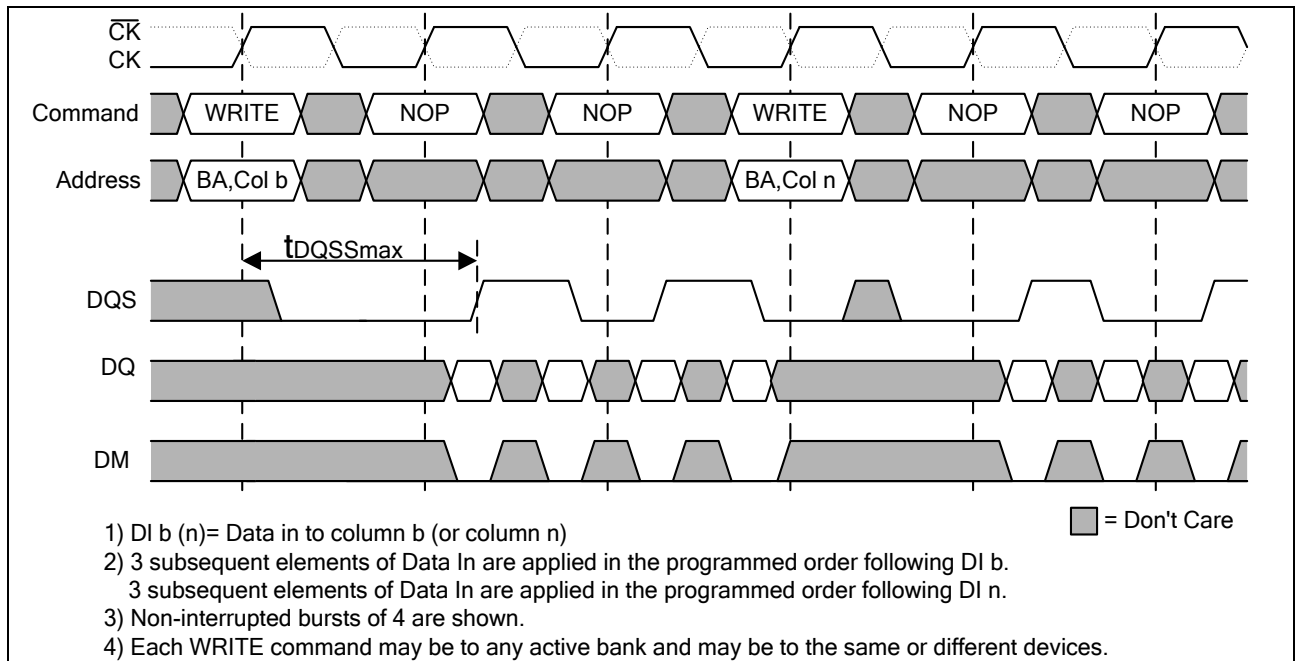 CK
CK
Command WRITE NOP NOP WRITE NOP NOP
Address BA,Col b BA,Col n
tDQSSmax
DQS
DQ
DM
= Don't Care
1) DI b (n)= Data in to column b (or column n)
2) 3 subsequent elements of Data In are applied in the programmed order following DI b.
3 subsequent elements of Data In are applied in the programmed order following DI n.
3) Non-interrupted bursts of 4 are shown.
4) Each WRITE command may be to any active bank and may be to the same or different devices.